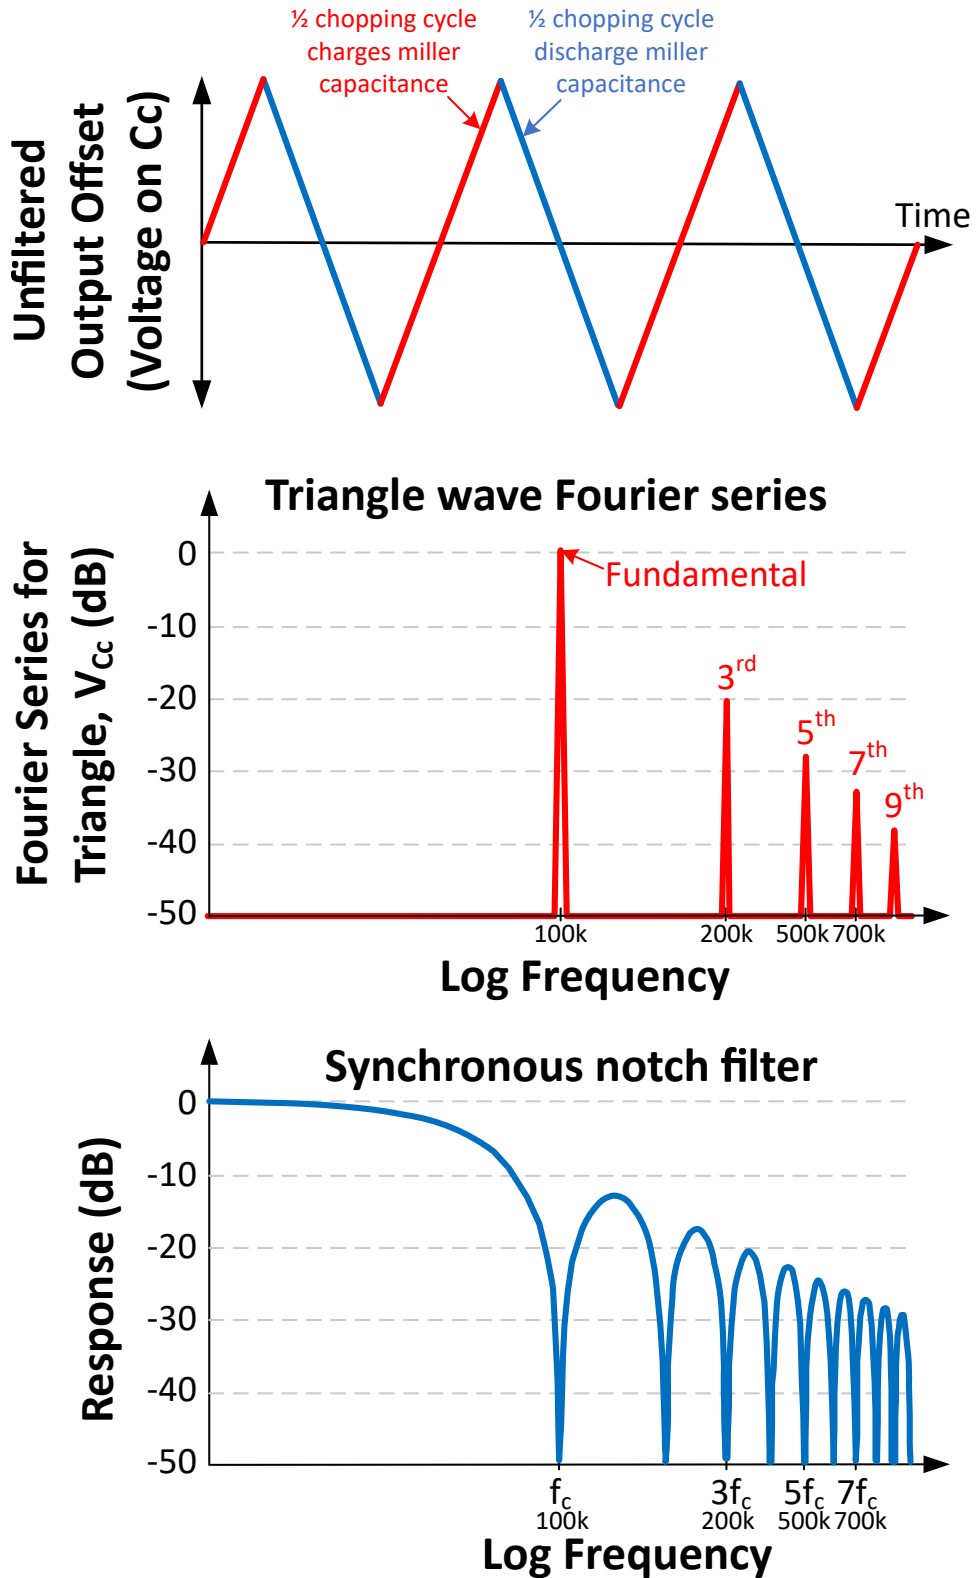 ½ chopping cycle
charges miller
capacitance
½ chopping cycle
discharge miller
capacitance
Unfiltered
Output Offset
(Voltage on Cc)
Time
Triangle wave Fourier series
Fourier Series for
Triangle, VCc (dB)
0
-10
-20
-30
-40
-50
Fundamental
3rd
5th
7th
9th
100k
200k
500k
700k
Log Frequency
Synchronous notch filter
Response (dB)
0
-10
-20
-30
-40
-50
fc
3fc
5fc
7fc
100k
200k
500k
700k
Log Frequency